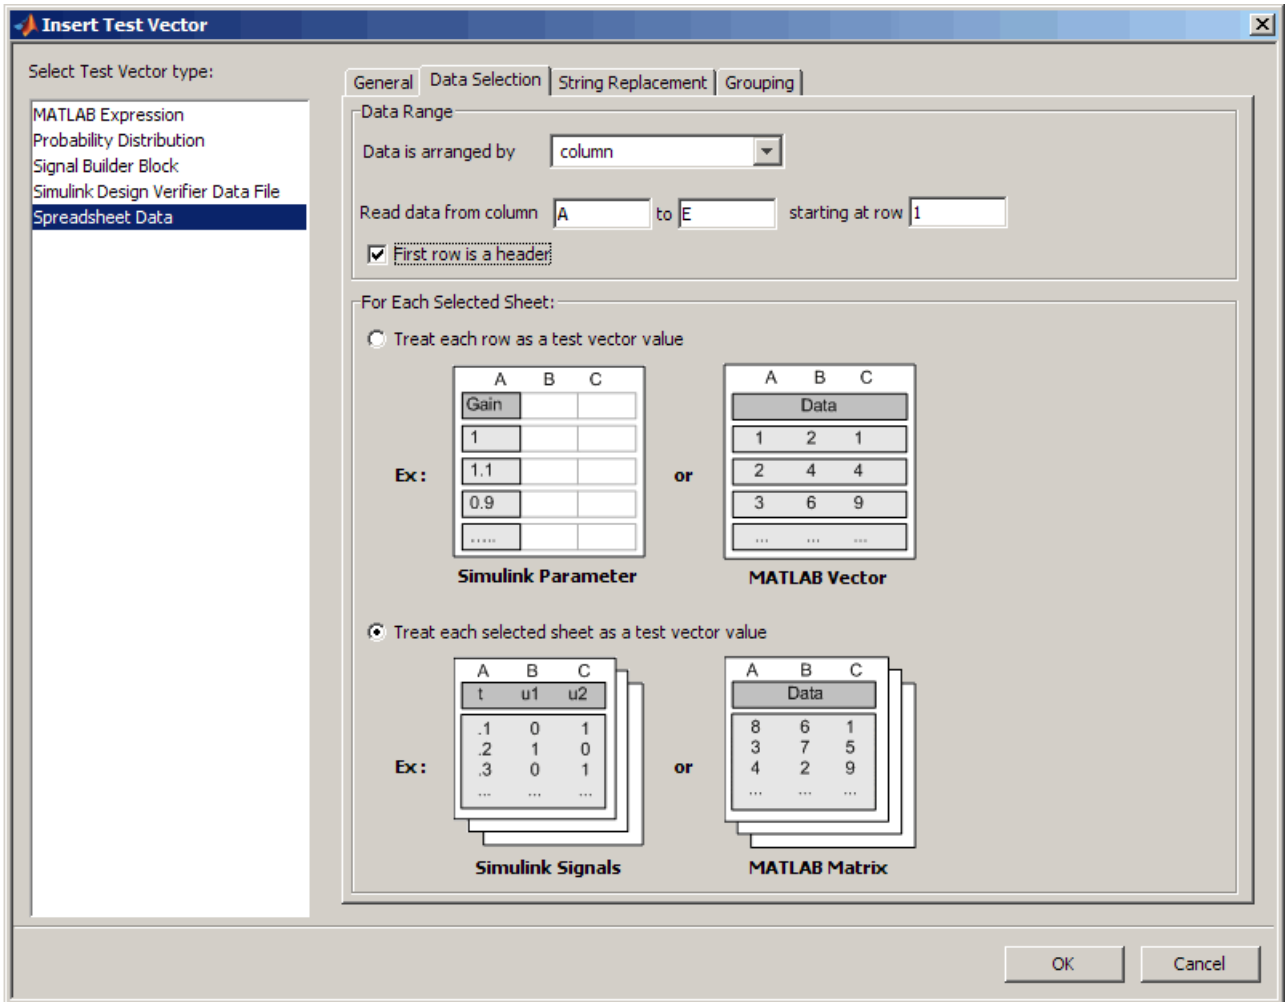 Insert Test Vector
Select Test Vector type:
MATLAB Expression
Probability Distribution
Signal Builder Block
Simulink Design Verifier Data File
Spreadsheet Data
General Data Selection String Replacement Grouping
Data Range
Data is arranged by column
Read data from column A to E starting at row 1
First row is a header
For Each Selected Sheet:
Treat each row as a test vector value
Ex:
A B C
Gain
1
1.1
0.9
.....
Simulink Parameter
or
A B C
Data
1 2 1
2 4 4
3 6 9
... ... ...
MATLAB Vector
Treat each selected sheet as a test vector value
Ex:
A B C
t u1 u2
.1 0 1
.2 1 0
.3 0 1
... ... ...
Simulink Signals
or
A B C
Data
8 6 1
3 7 5
4 2 9
... ... ...
MATLAB Matrix
OK Cancel